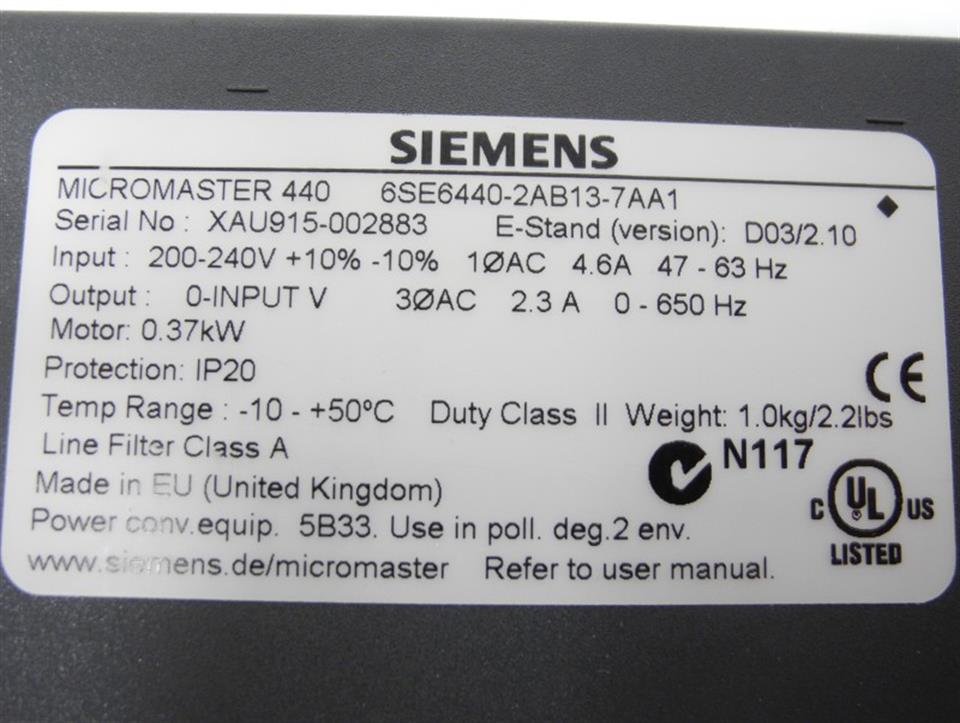 SIEMENS
MICROMASTER 440 6SE6440-2AB13-7AA1
Serial No : XAU915-002883 E-Stand (version): D03/2.10
Input : 200-240V +10% -10% 1ØAC 4.6A 47 - 63 Hz
Output : 0-INPUT V 3ØAC 2.3 A 0 - 650 Hz
Motor: 0.37kW
Protection: IP20
CE
Temp Range : -10 - +50ºC Duty Class II Weight: 1.0kg/2.2lbs
Line Filter Class A
N117
Made in EU (United Kingdom)
C UL US
LISTED
Power conv.equip. 5B33. Use in poll. deg.2 env.
www.siemens.de/micromaster Refer to user manual.